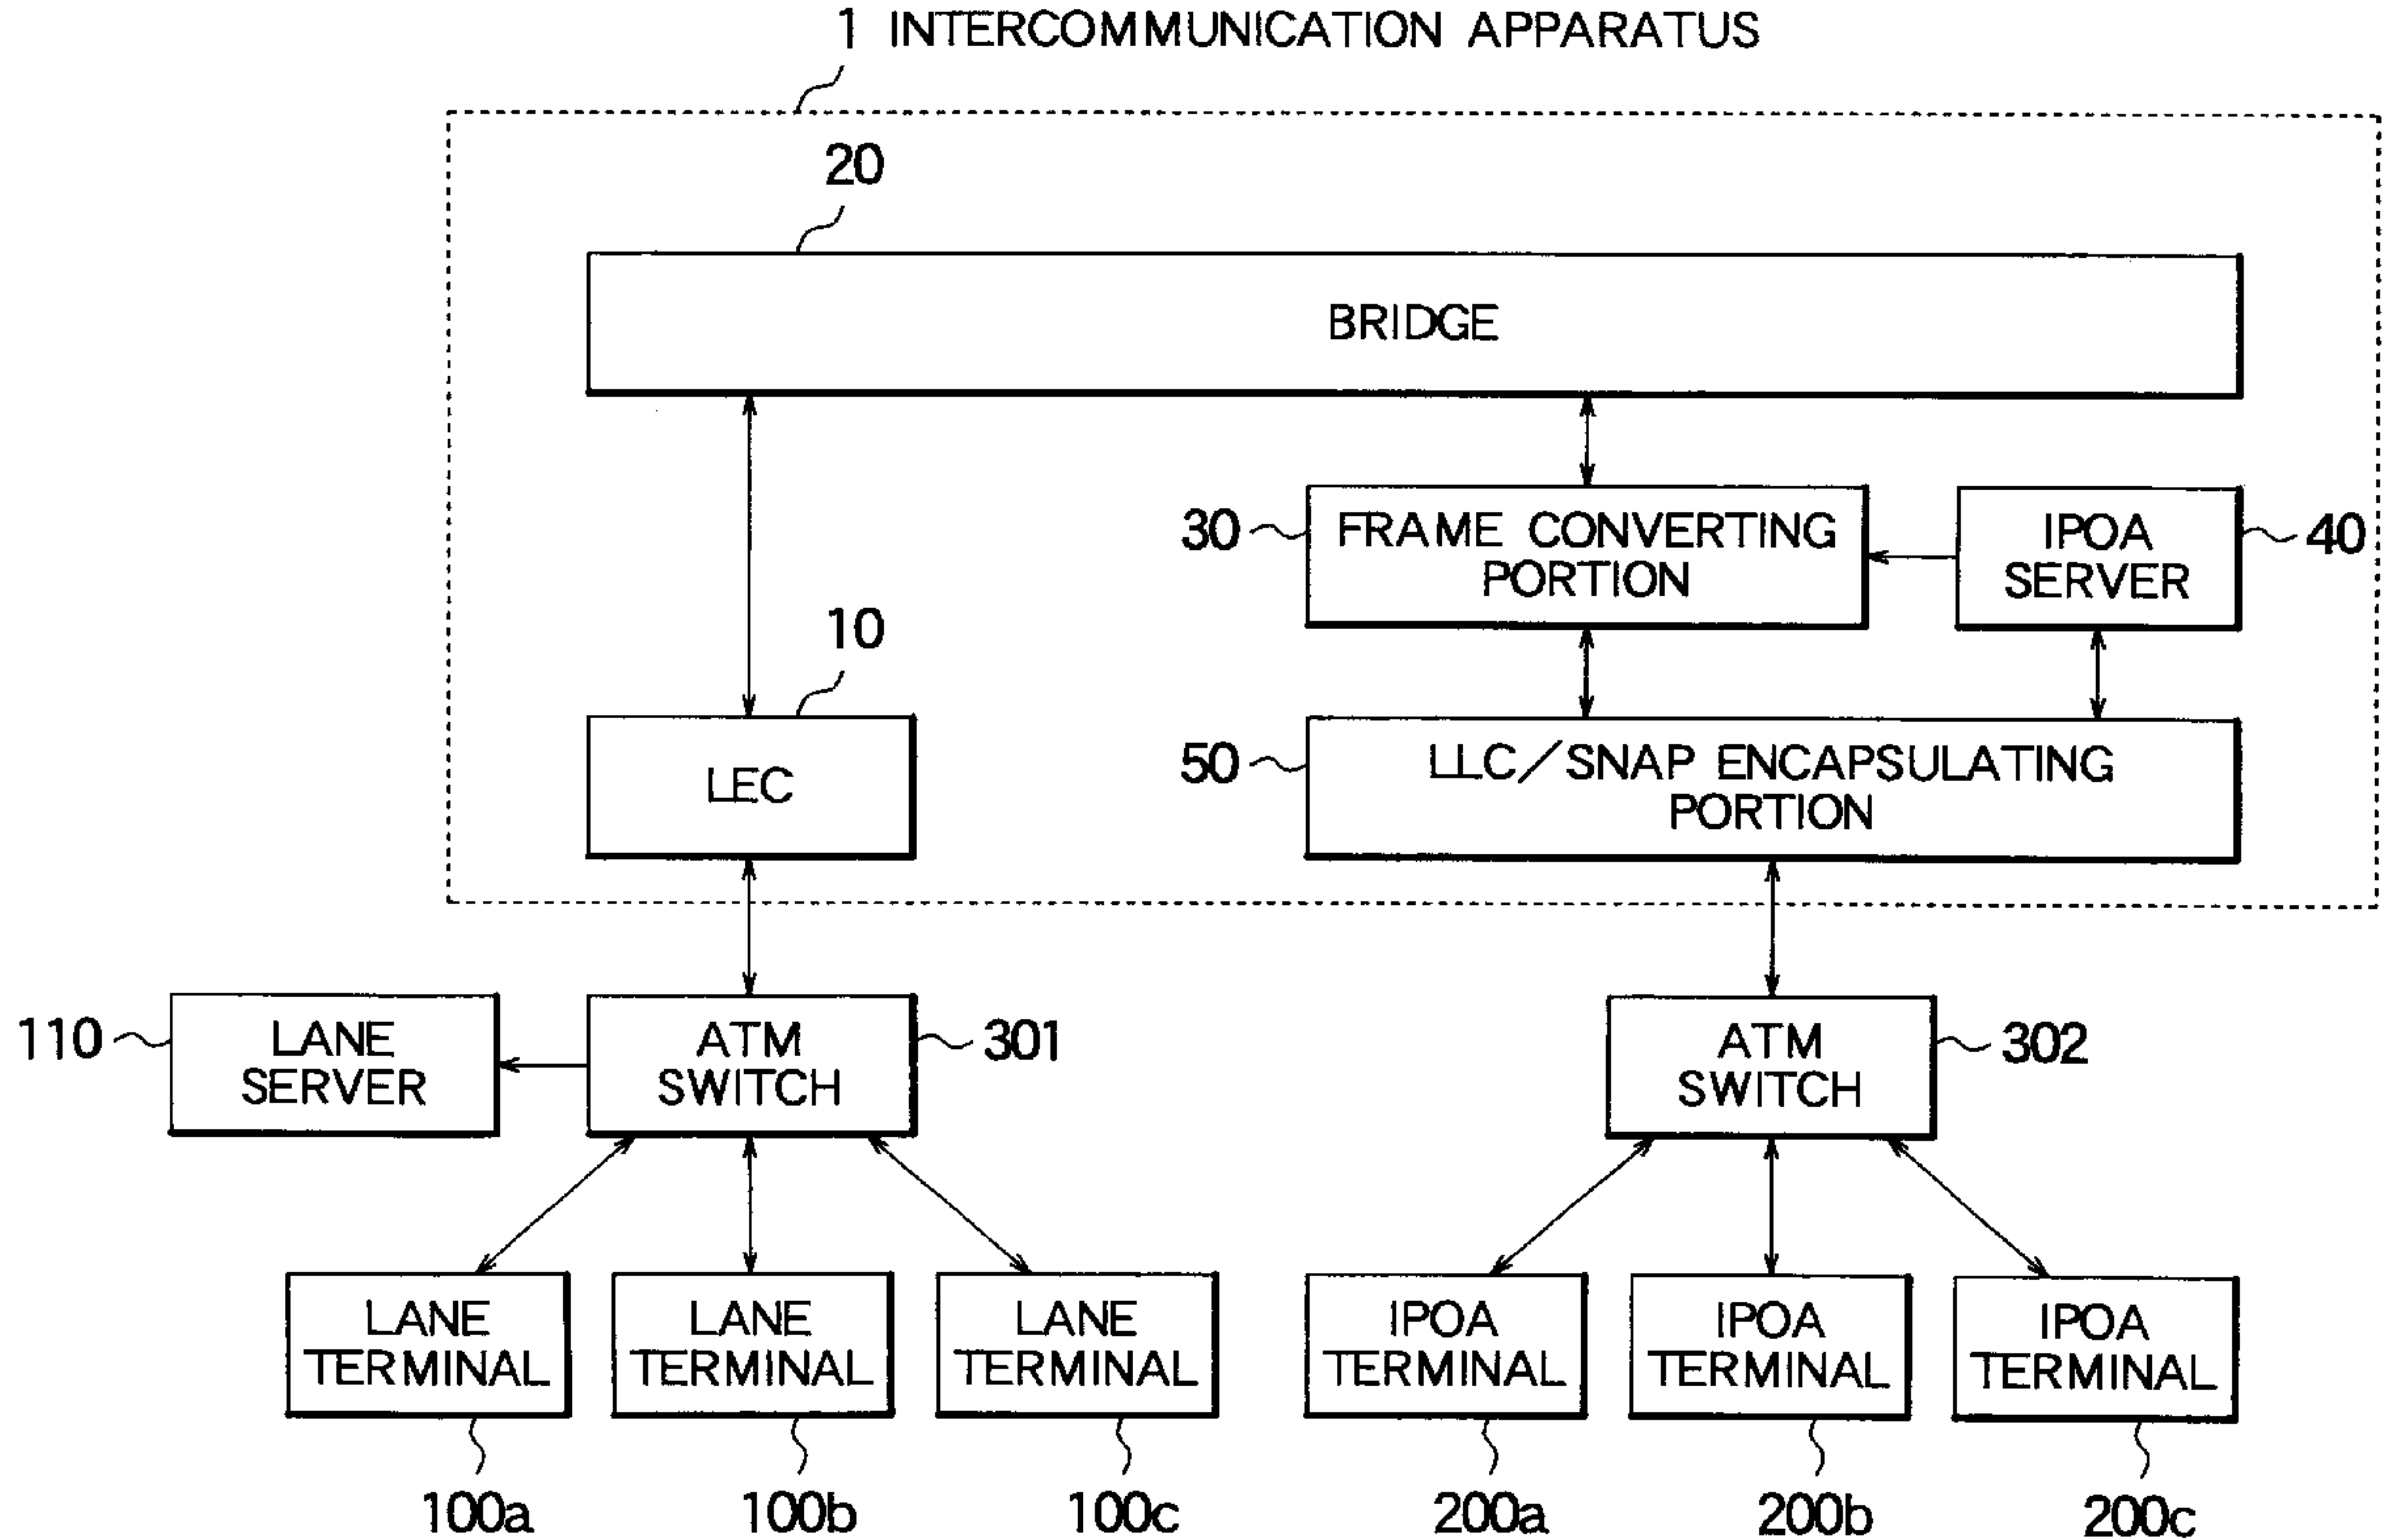 1 INTERCOMMUNICATION APPARATUS
20
BRIDGE
30
FRAME CONVERTING
PORTION
IPOA
SERVER
40
10
LEC
50
LLC/SNAP ENCAPSULATING
PORTION
110
LANE
SERVER
ATM
SWITCH
301
ATM
SWITCH
302
LANE
TERMINAL
LANE
TERMINAL
LANE
TERMINAL
IPOA
TERMINAL
IPOA
TERMINAL
IPOA
TERMINAL
100a
100b
100c
200a
200b
200c